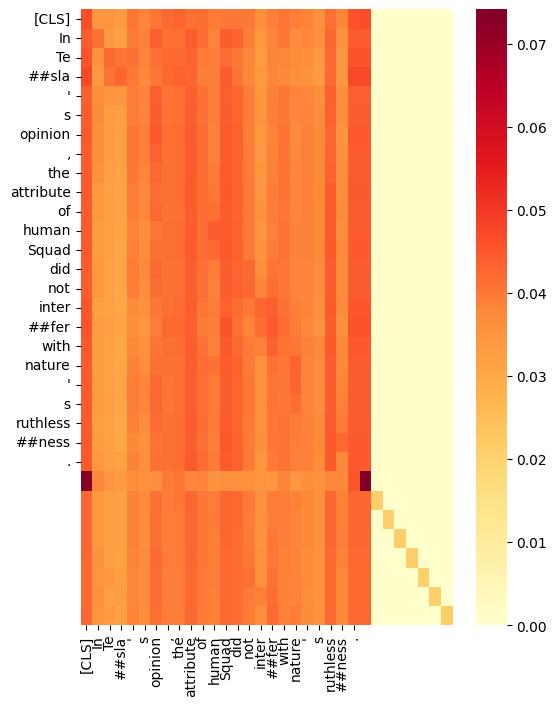 [CLS]
In
Te
##sla
'
s
opinion
,
the
attribute
of
human
Squad
did
not
inter
##fer
with
nature
'
s
ruthless
##ness
.
0.07
0.06
0.05
0.04
0.03
0.02
0.01
0.00
[CLS]
In
Te
##sla
'
s
opinion
,
the
attribute
of
human
Squad
did
not
inter
##fer
with
nature
'
s
ruthless
##ness
.